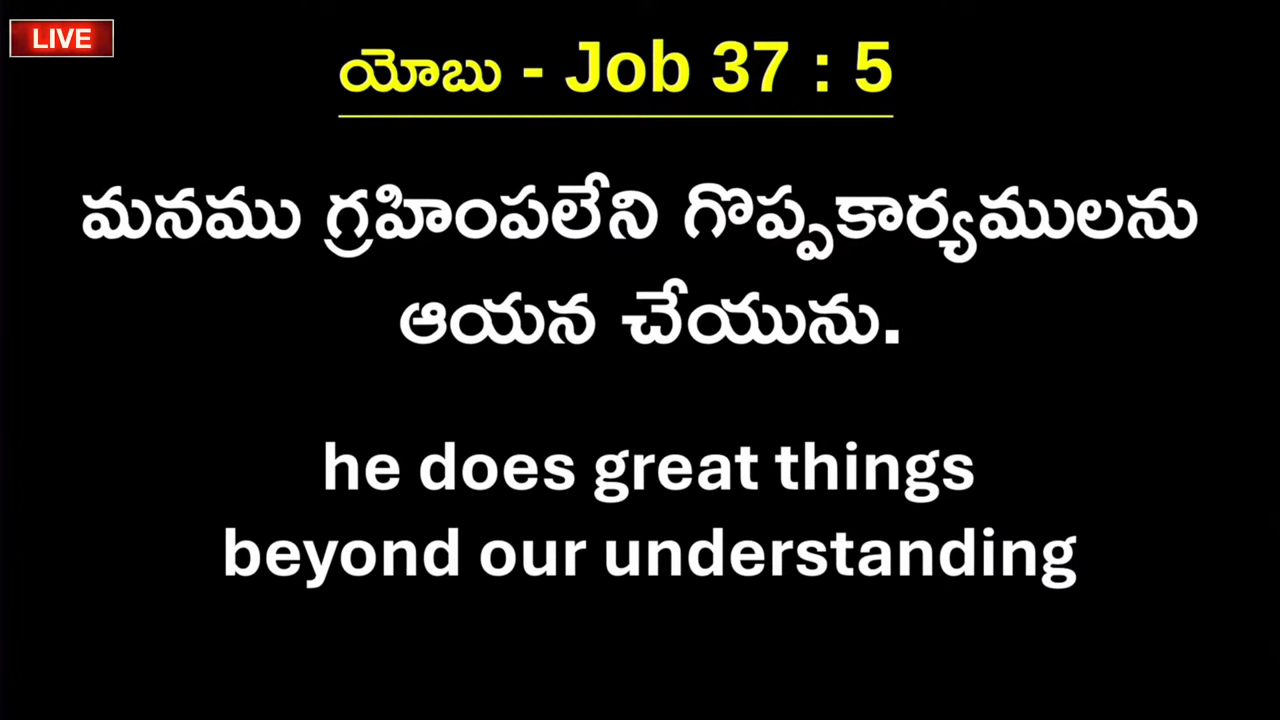 LIVE
యోబు - Job 37 : 5
మనము గ్రహింపలేని గొప్పకార్యములను
ఆయన చేయును.
he does great things
beyond our understanding